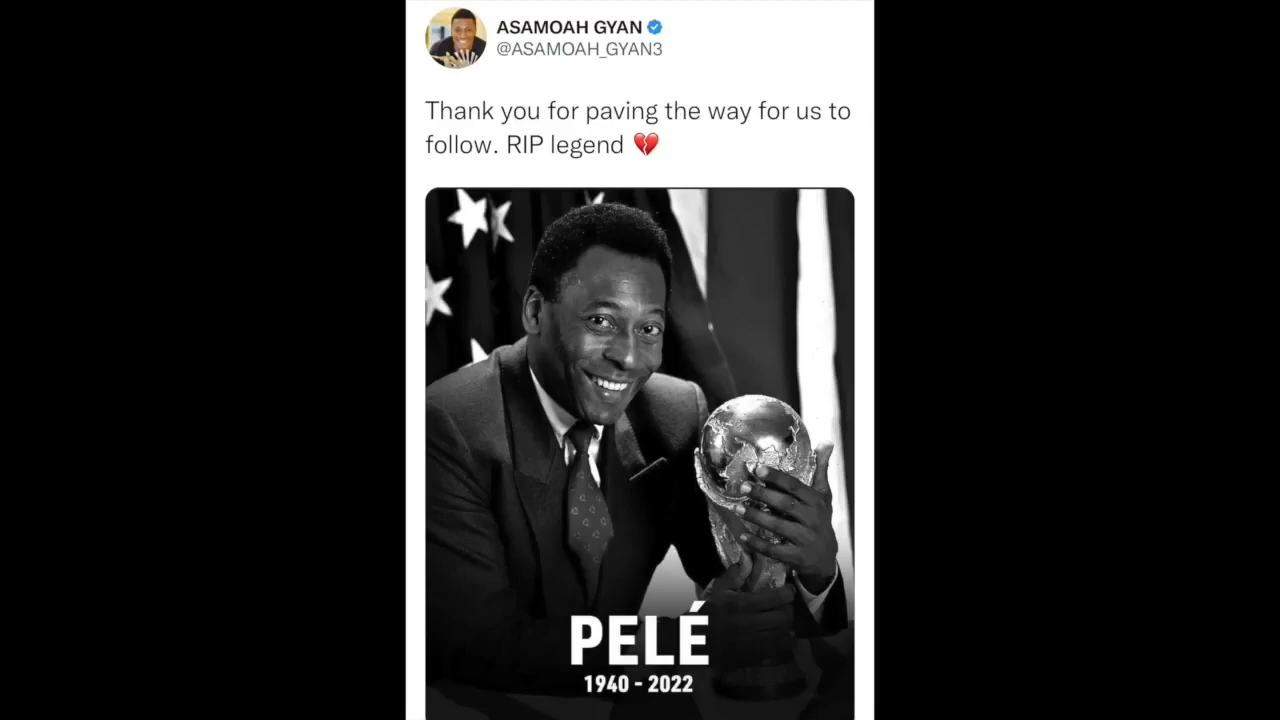 ASAMOAH GYAN
@ASAMOAH_GYAN3
Thank you for paving the way for us to
follow. RIP legend 💔
PELÉ
1940 - 2022